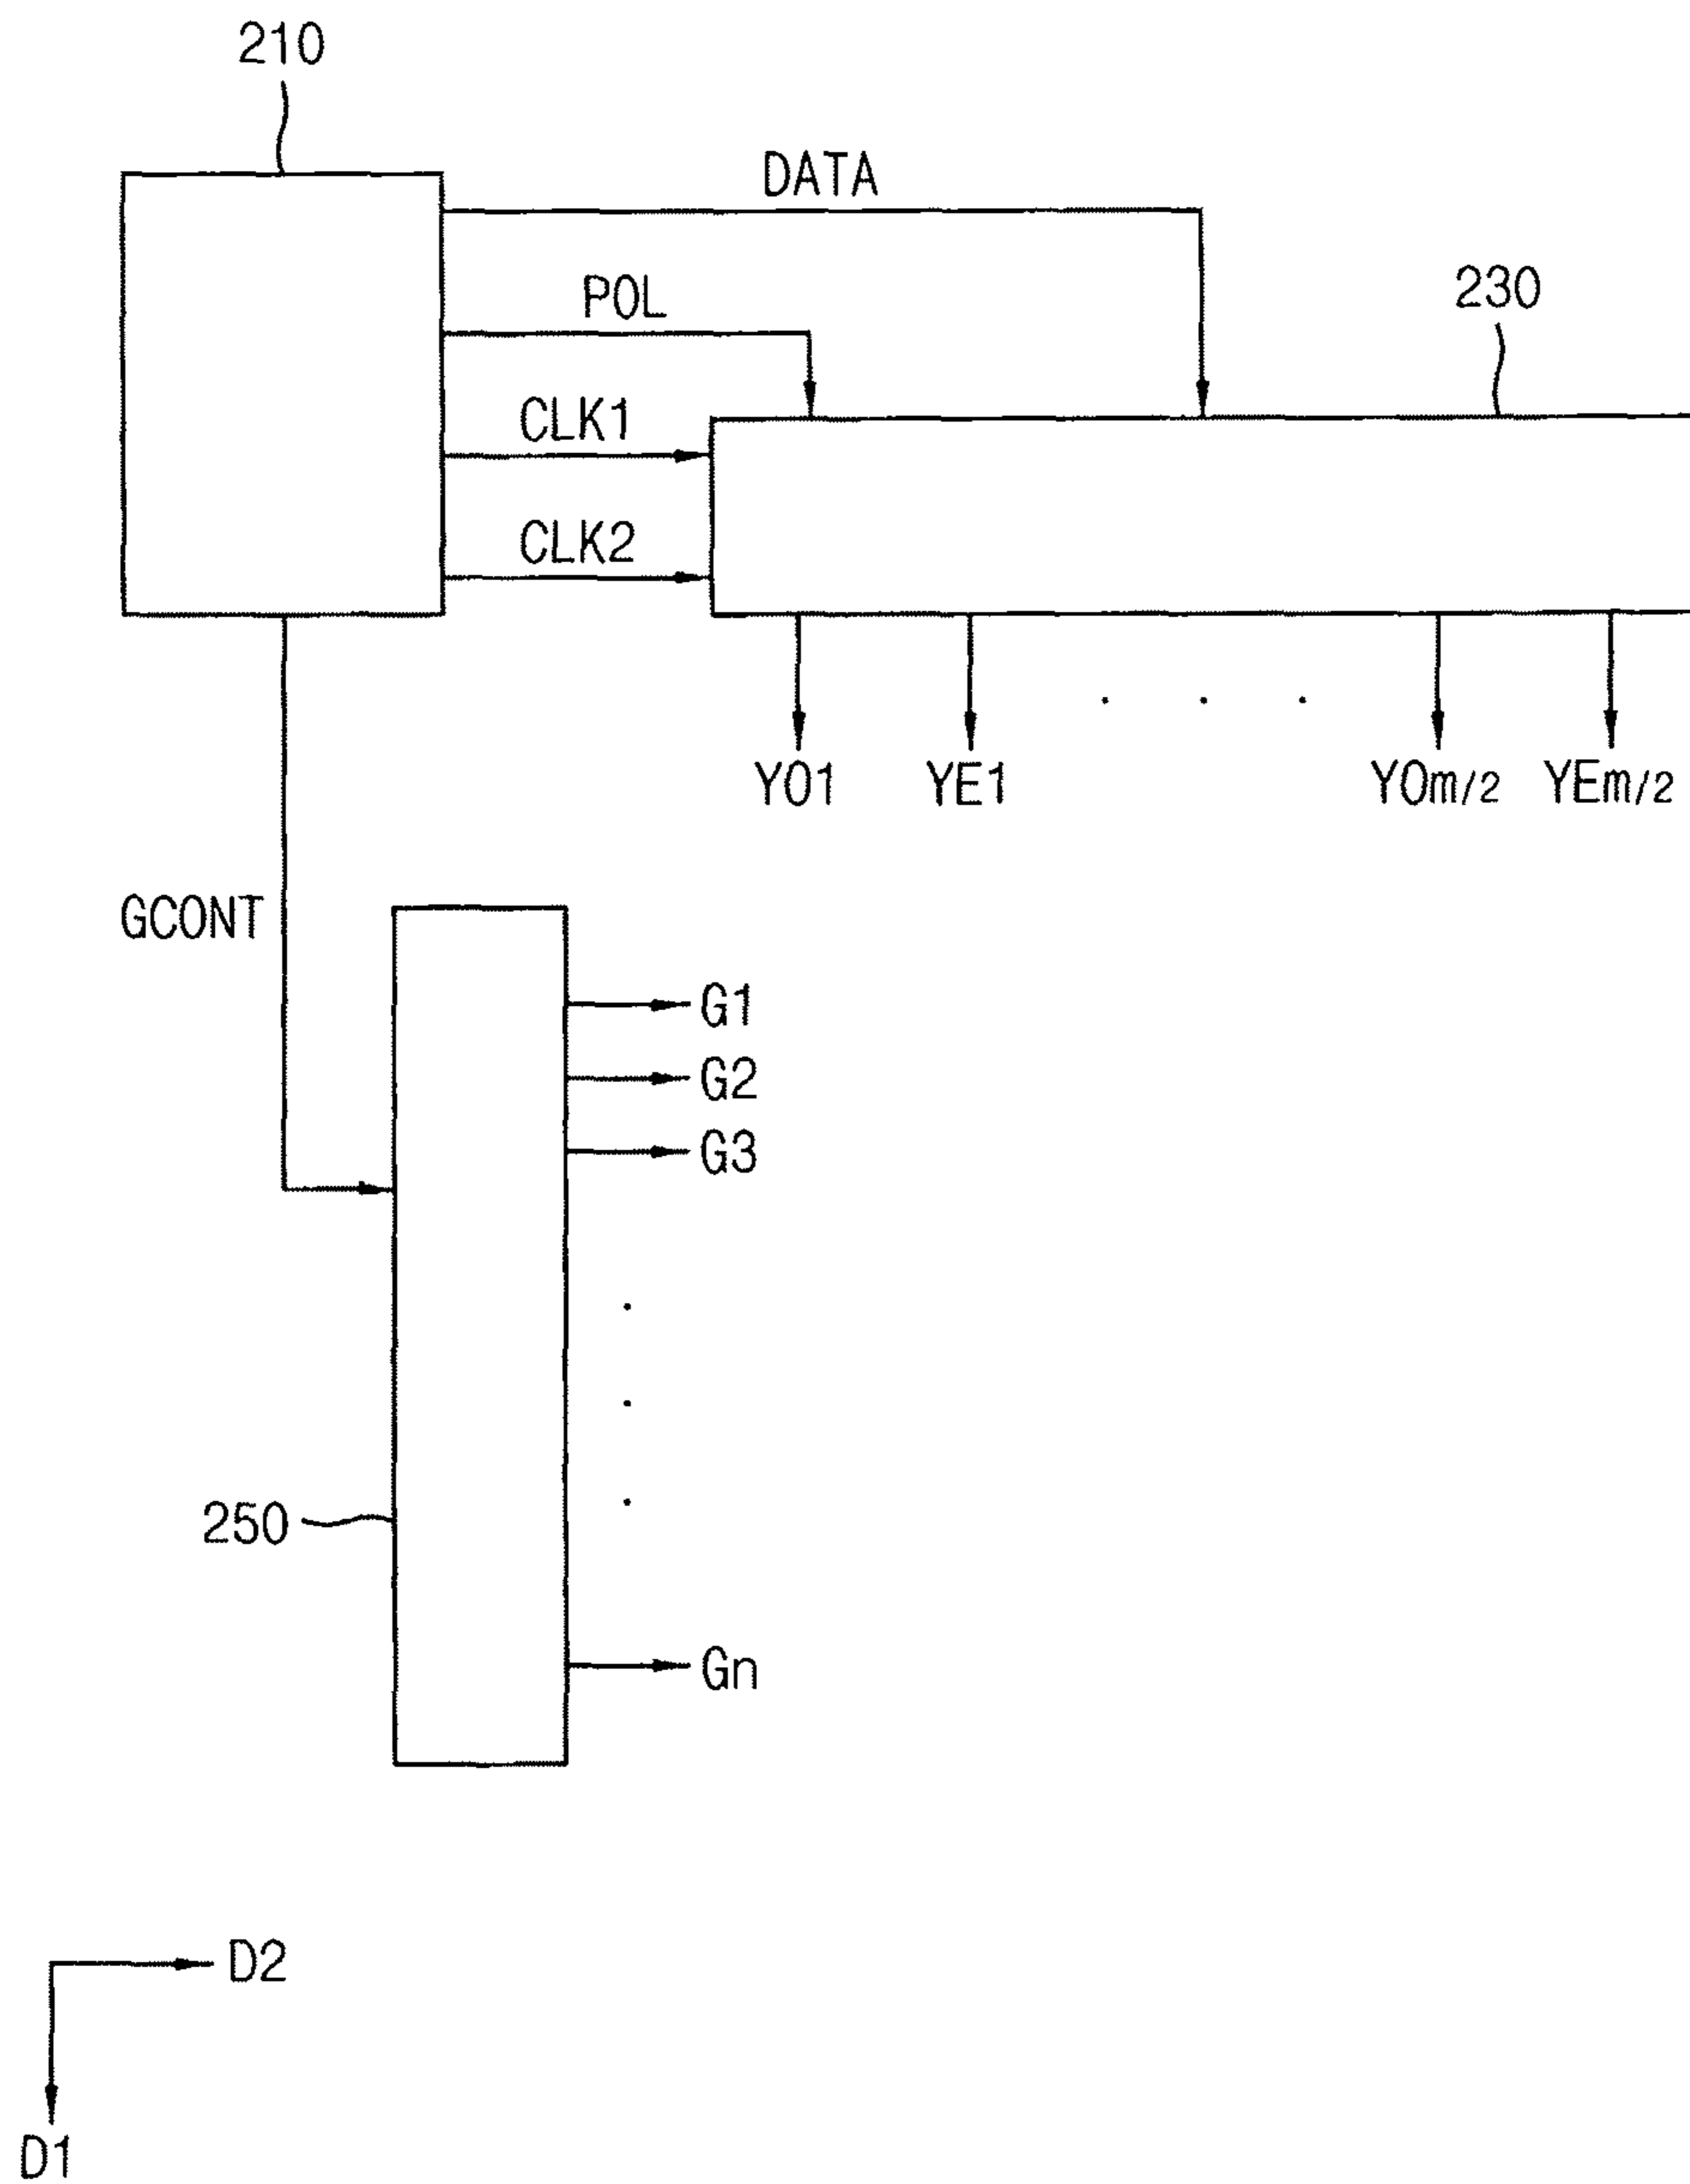 210
DATA
POL
230
CLK1
CLK2
YO1 YE1 . . . YOm/2 YEm/2
GCONT
G1
G2
G3
.
.
.
250
Gn
D2
D1